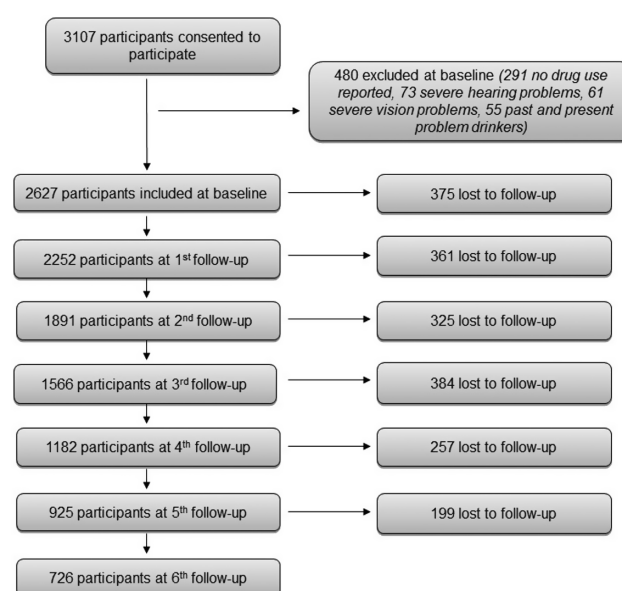 3107 participants consented to
participate
480 excluded at baseline (291 no drug use
reported, 73 severe hearing problems, 61
severe vision problems, 55 past and present
problem drinkers)
2627 participants included at baseline
375 lost to follow-up
2252 participants at 1st follow-up
361 lost to follow-up
1891 participants at 2nd follow-up
325 lost to follow-up
1566 participants at 3rd follow-up
384 lost to follow-up
1182 participants at 4th follow-up
257 lost to follow-up
925 participants at 5th follow-up
199 lost to follow-up
726 participants at 6th follow-up